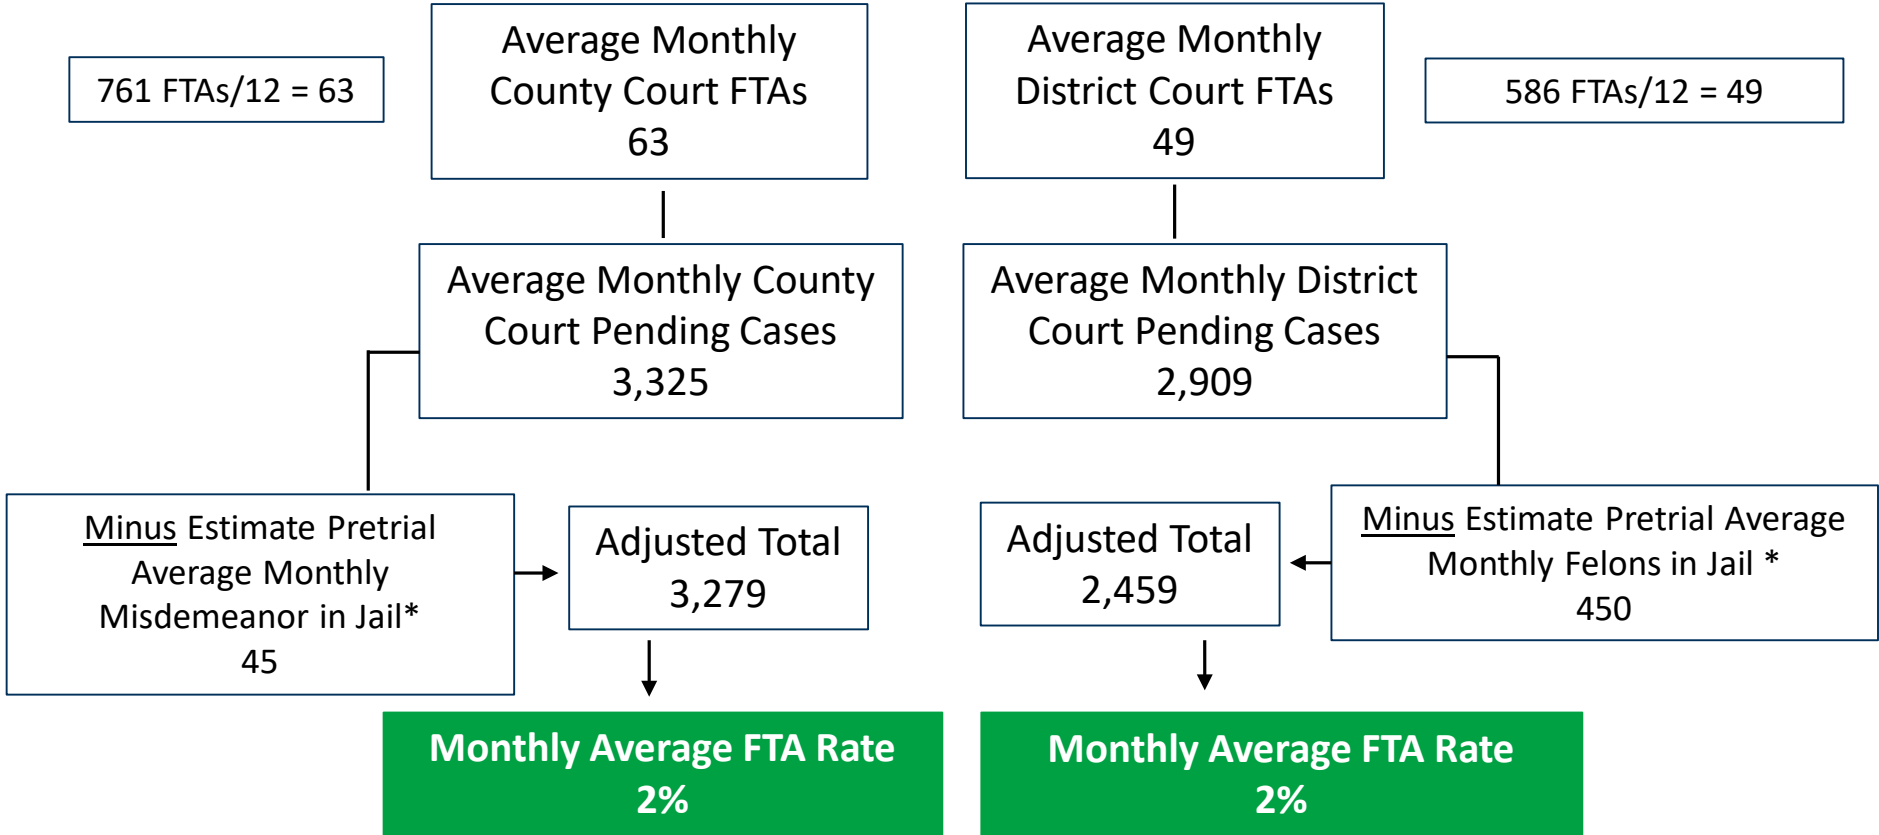 761 FTAs/12 = 63
Average Monthly
County Court FTAs
63
Average Monthly
District Court FTAs
49
586 FTAs/12 = 49
Average Monthly County
Court Pending Cases
3,325
Average Monthly District
Court Pending Cases
2,909
Minus Estimate Pretrial
Average Monthly
Misdemeanor in Jail*
45
Adjusted Total
3,279
Adjusted Total
2,459
Minus Estimate Pretrial Average
Monthly Felons in Jail *
450
Monthly Average FTA Rate
2%
Monthly Average FTA Rate
2%